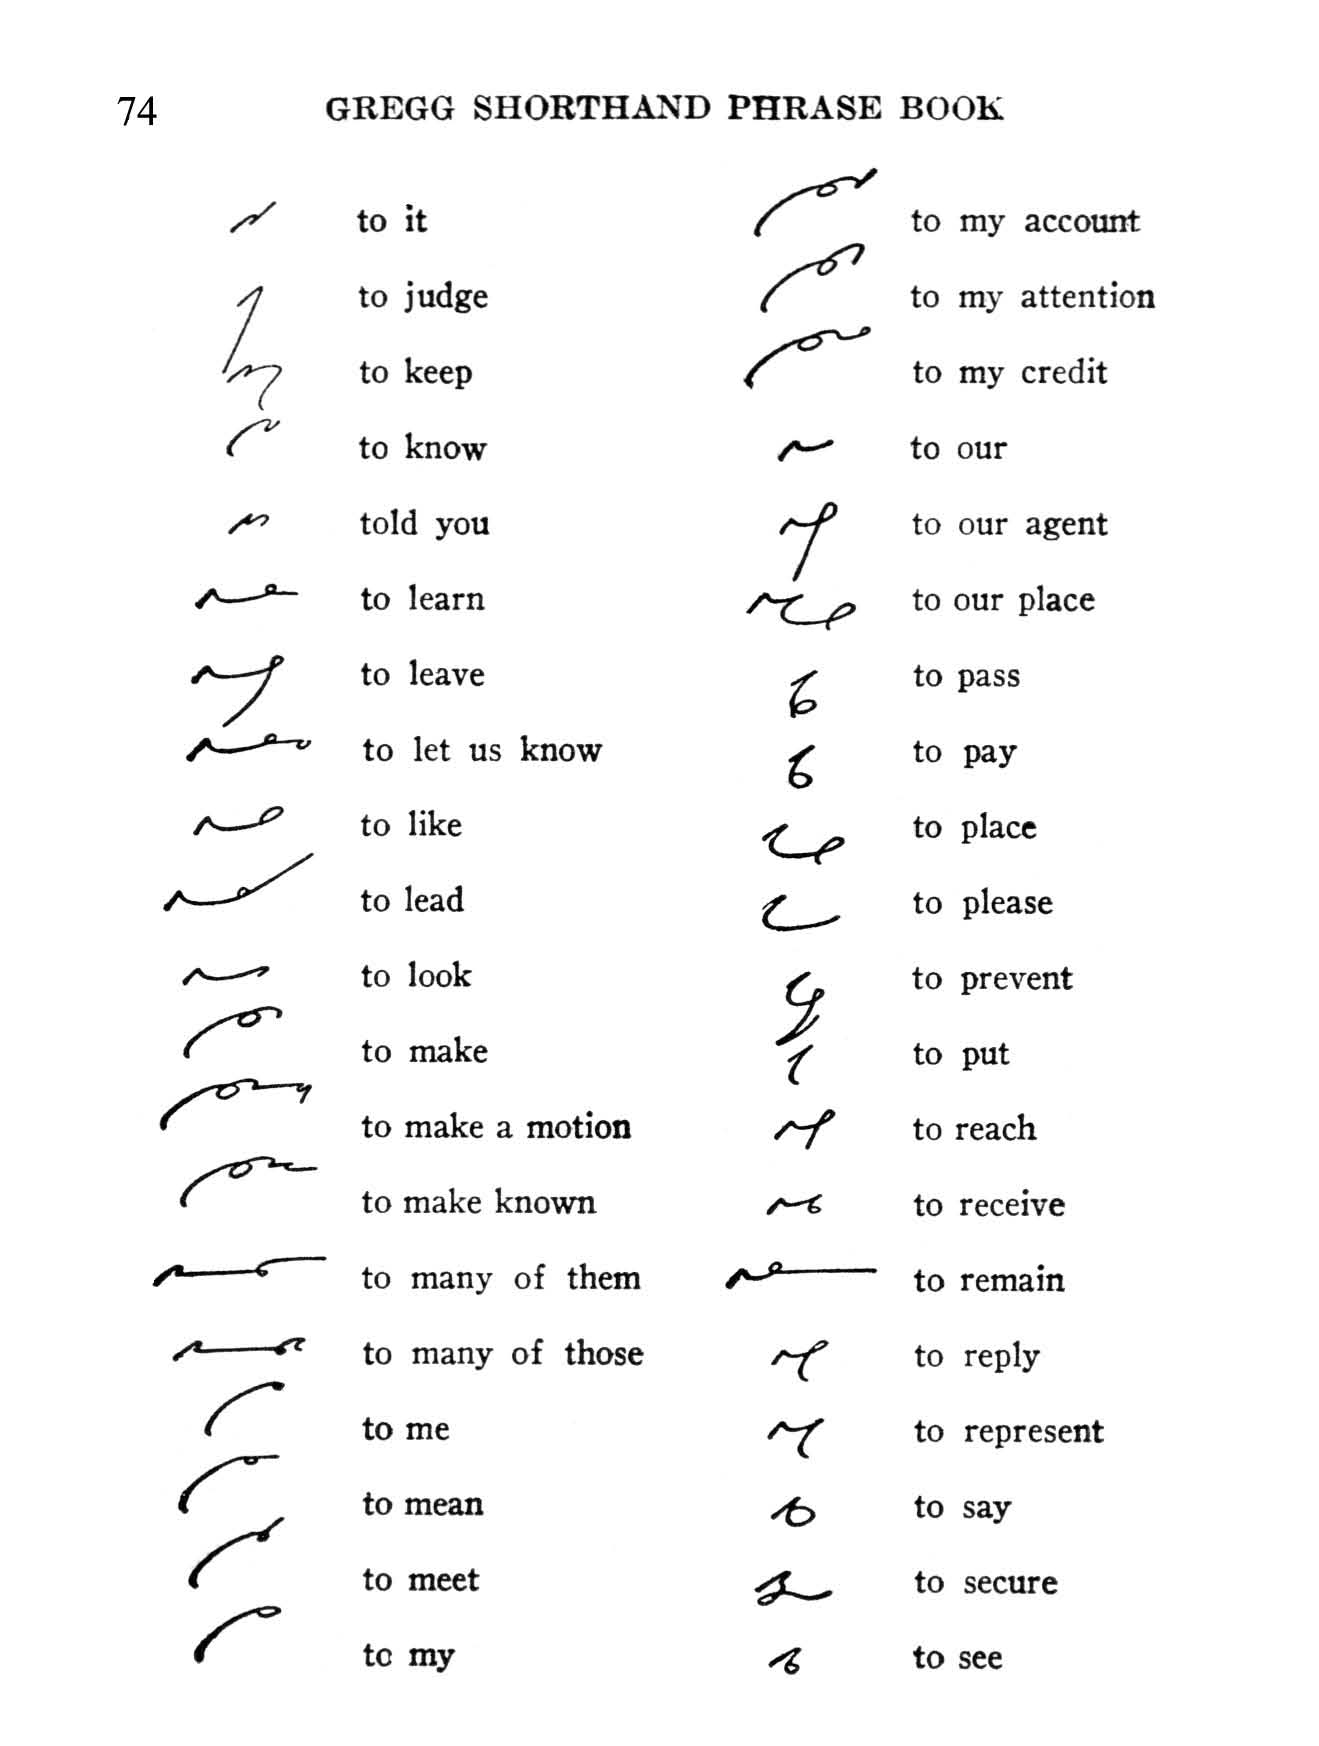 74 GREGG SHORTHAND PHRASE BOOK
to it
to judge
to keep
to know
told you
to learn
to leave
to let us know
to like
to lead
to look
to make
to make a motion
to make known
to many of them
to many of those
to me
to mean
to meet
to my
to my account
to my attention
to my credit
to our
to our agent
to our place
to pass
to pay
to place
to please
to prevent
to put
to reach
to receive
to remain
to reply
to represent
to say
to secure
to see